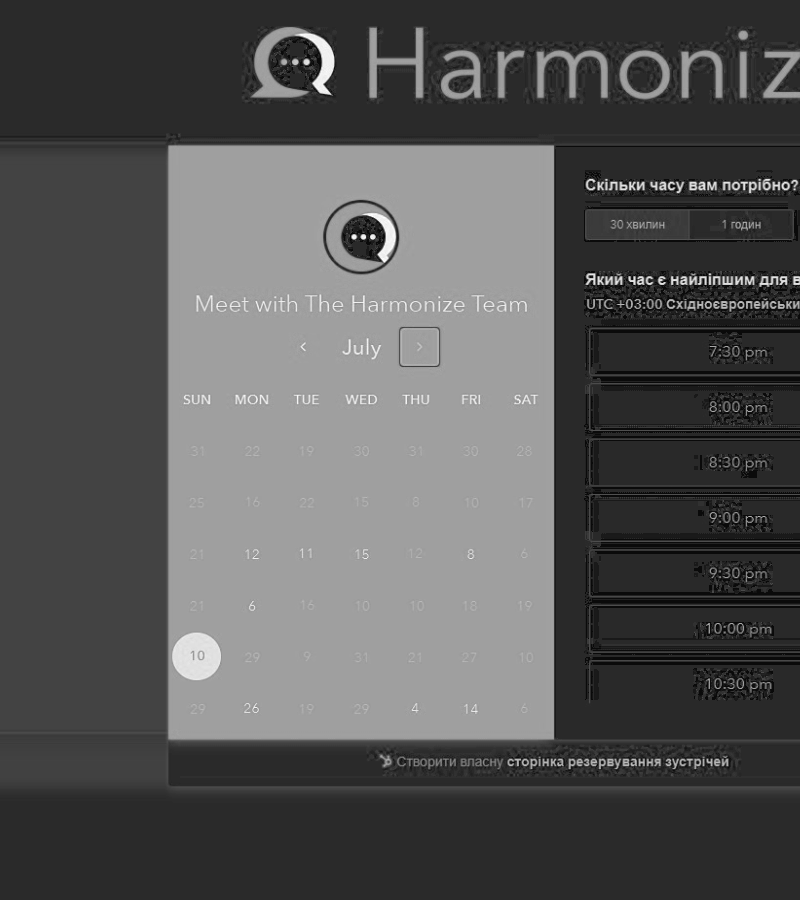 Harmoniz
Meet with The Harmonize Team
July
SUN MON TUE WED THU FRI SAT
31 22 19 30 31 30 28
25 16 22 15 8 10 17
21 12 11 15 12 8 6
21 6 16 10 10 18 19
10 29 9 31 21 27 10
29 26 19 29 4 14 6
Скільки часу вам потрібно?
30 хвилин 1 годин
Який час є найліпшим для в
UTC +03:00 Східноєвропейськи
7:30 pm
8:00 pm
8:30 pm
9:00 pm
9:30 pm
10:00 pm
10:30 pm
Створити власну сторінка резервування зустрічей